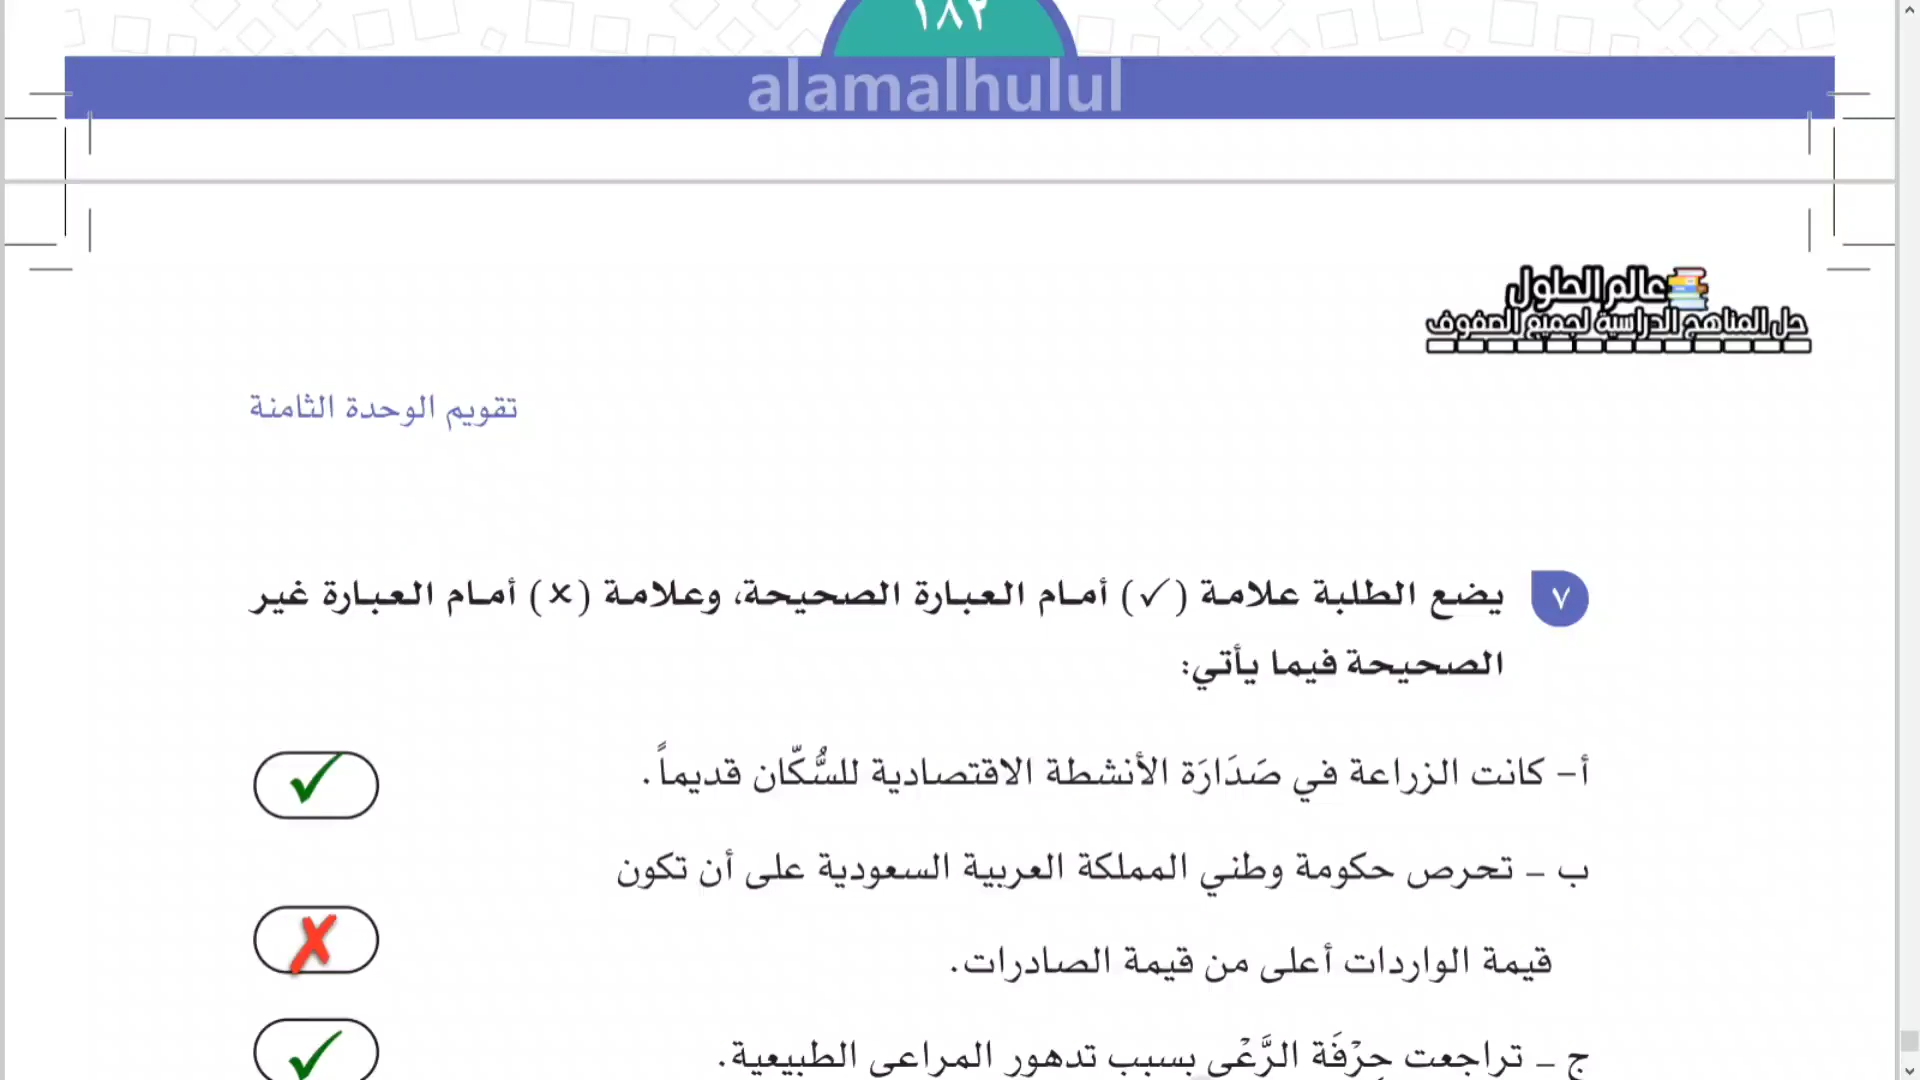 ١٨٢
alamalhulul
عالم الحلول
حل المناهج الدراسية لجميع الصفوف
تقويم الوحدة الثامنة
٧ يضع الطلبة علامة (✓) أمام العبارة الصحيحة، وعلامة (×) أمام العبارة غير
الصحيحة فيما يأتي:
أ- كانت الزراعة في صَدَارَة الأنشطة الاقتصادية للسُّكّان قديماً. ✓
ب - تحرص حكومة وطني المملكة العربية السعودية على أن تكون
قيمة الواردات أعلى من قيمة الصادرات. ✗
ج - تراجعت حِرْفَة الرَّعْي بسبب تدهور المراعي الطبيعية. ✓